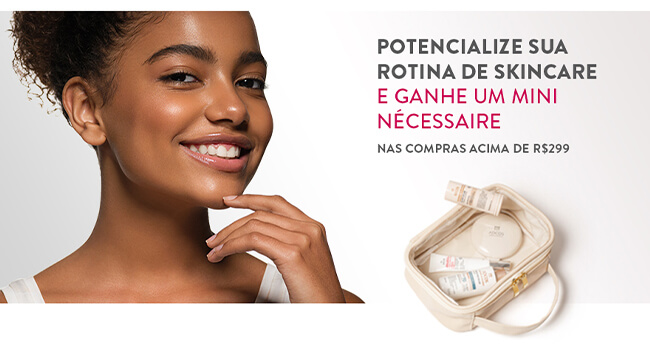 POTENCIALIZE SUA
ROTINA DE SKINCARE
E GANHE UM MINI
NÉCESSAIRE
NAS COMPRAS ACIMA DE R$299